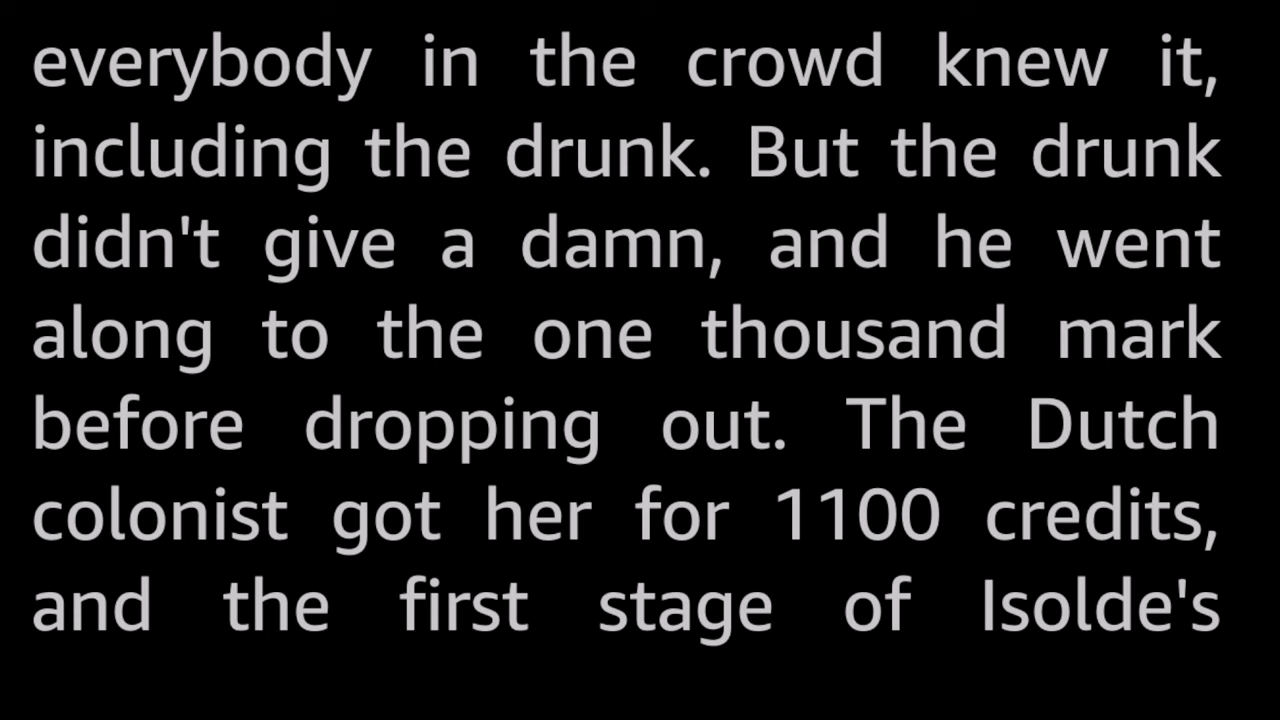 everybody in the crowd knew it,
including the drunk. But the drunk
didn't give a damn, and he went
along to the one thousand mark
before dropping out. The Dutch
colonist got her for 1100 credits,
and the first stage of Isolde's